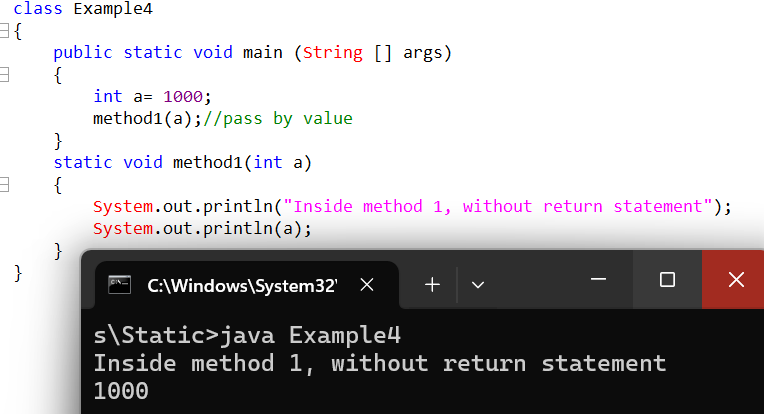 class Example4
{
    public static void main (String [] args)
    {
        int a= 1000;
        method1(a);//pass by value
    }
    static void method1(int a)
    {
        System.out.println("Inside method 1, without return statement");
        System.out.println(a);
    }
}
C:\Windows\System32\
s\Static>java Example4
Inside method 1, without return statement
1000